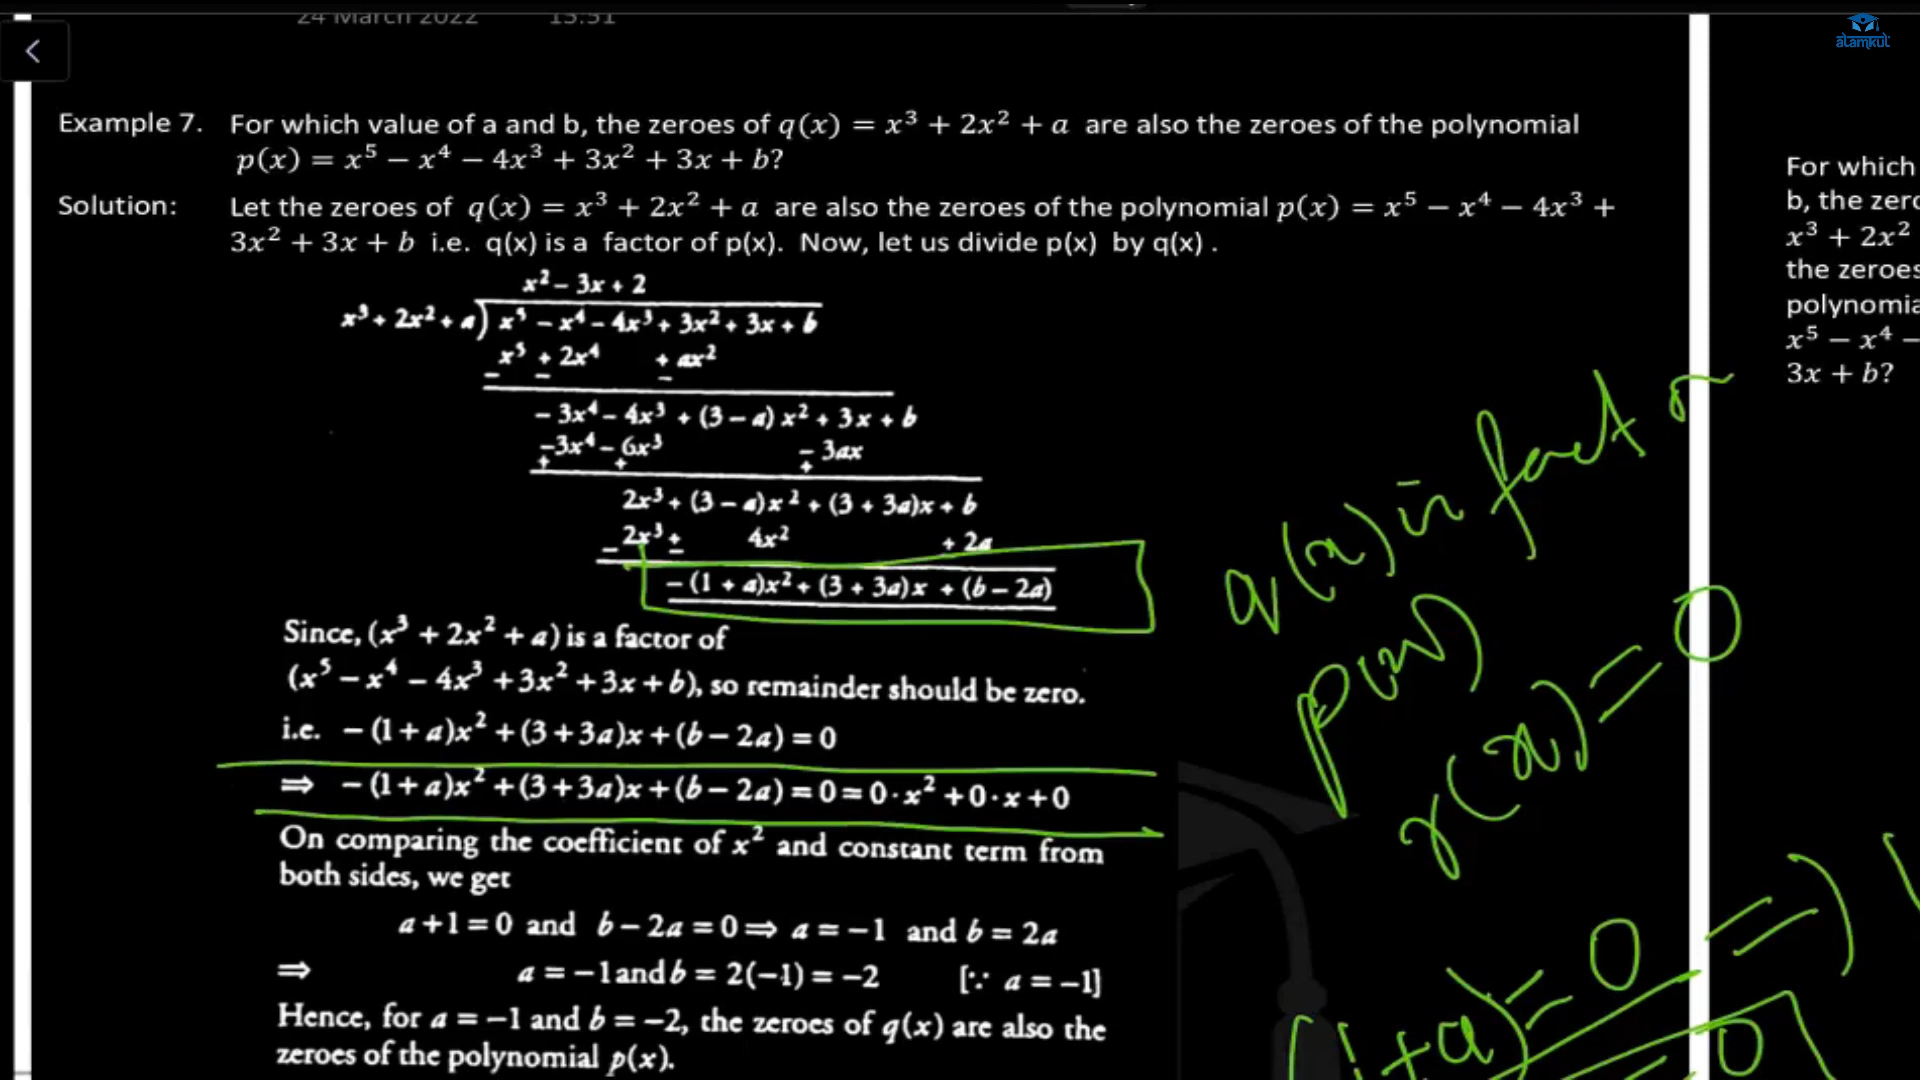 24 March 2022 15:51
alamkul
Example 7. For which value of a and b, the zeroes of q(x) = x³ + 2x² + a are also the zeroes of the polynomial
p(x) = x⁵ − x⁴ − 4x³ + 3x² + 3x + b?
Solution: Let the zeroes of q(x) = x³ + 2x² + a are also the zeroes of the polynomial p(x) = x⁵ − x⁴ − 4x³ +
3x² + 3x + b i.e. q(x) is a factor of p(x). Now, let us divide p(x) by q(x) .
x² − 3x + 2
x³ + 2x² + a) x⁵ − x⁴ − 4x³ + 3x² + 3x + b
x⁵ + 2x⁴ + ax²
− − −
− 3x⁴ − 4x³ + (3 − a) x² + 3x + b
−3x⁴ − 6x³ − 3ax
+ + +
2x³ + (3 − a)x² + (3 + 3a)x + b
2x³ + 4x² + 2a
− −
− (1 + a)x² + (3 + 3a)x + (b − 2a)
Since, (x³ + 2x² + a) is a factor of
(x⁵ − x⁴ − 4x³ + 3x² + 3x + b), so remainder should be zero.
i.e. − (1 + a)x² + (3 + 3a)x + (b − 2a) = 0
⇒ − (1 + a)x² + (3 + 3a)x + (b − 2a) = 0 = 0·x² + 0·x + 0
On comparing the coefficient of x² and constant term from
both sides, we get
a + 1 = 0 and b − 2a = 0 ⇒ a = −1 and b = 2a
⇒ a = −1 and b = 2(−1) = −2 [∵ a = −1]
Hence, for a = −1 and b = −2, the zeroes of q(x) are also the
zeroes of the polynomial p(x).
q(x) is factor
p(x)
r(x) = 0
(1+a) = 0 ⇒
= 0
For which
b, the zero
x³ + 2x²
the zeroes
polynomia
x⁵ − x⁴ −
3x + b?